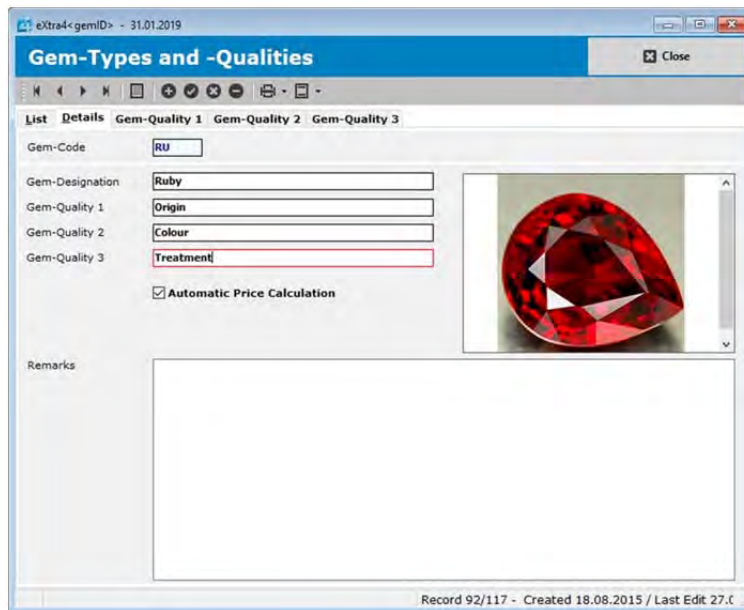 eXtra4<gemID> - 31.01.2019
Gem-Types and -Qualities
Close
List Details Gem-Quality 1 Gem-Quality 2 Gem-Quality 3
Gem-Code RU
Gem-Designation Ruby
Gem-Quality 1 Origin
Gem-Quality 2 Colour
Gem-Quality 3 Treatment
Automatic Price Calculation
Remarks
Record 92/117 - Created 18.08.2015 / Last Edit 27.0